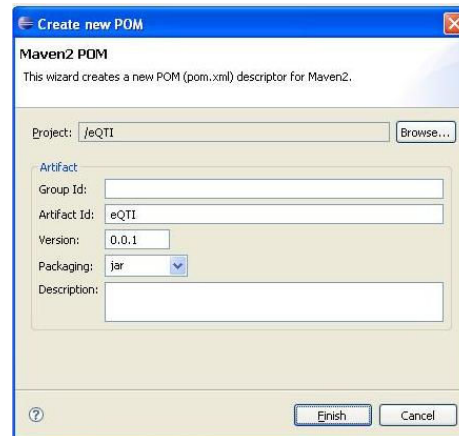 Create new POM
Maven2 POM
This wizard creates a new POM (pom.xml) descriptor for Maven2.
Project: /eQTI Browse...
Artifact
Group Id:
Artifact Id: eQTI
Version: 0.0.1
Packaging: jar
Description:
Finish Cancel